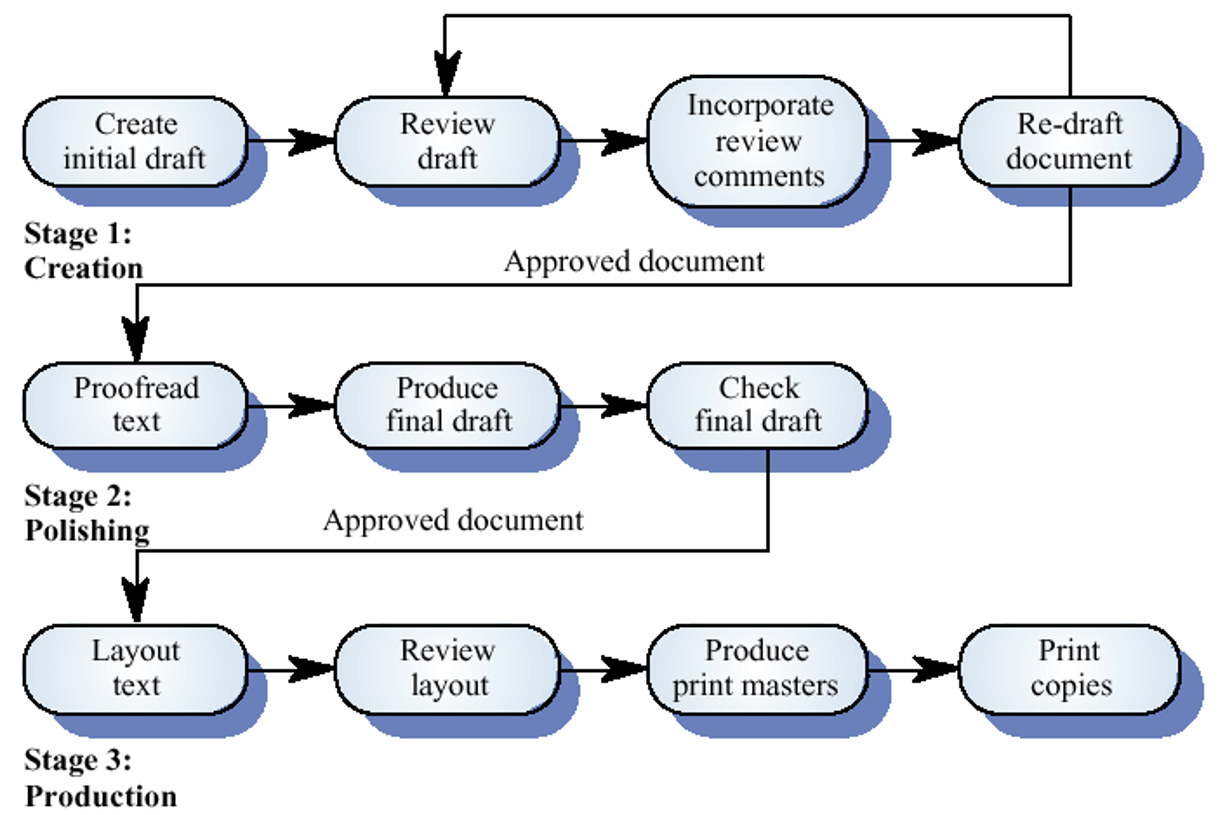 Create
initial draft
Review
draft
Incorporate
review
comments
Re-draft
document
Stage 1:
Creation
Approved document
Proofread
text
Produce
final draft
Check
final draft
Stage 2:
Polishing
Approved document
Layout
text
Review
layout
Produce
print masters
Print
copies
Stage 3:
Production